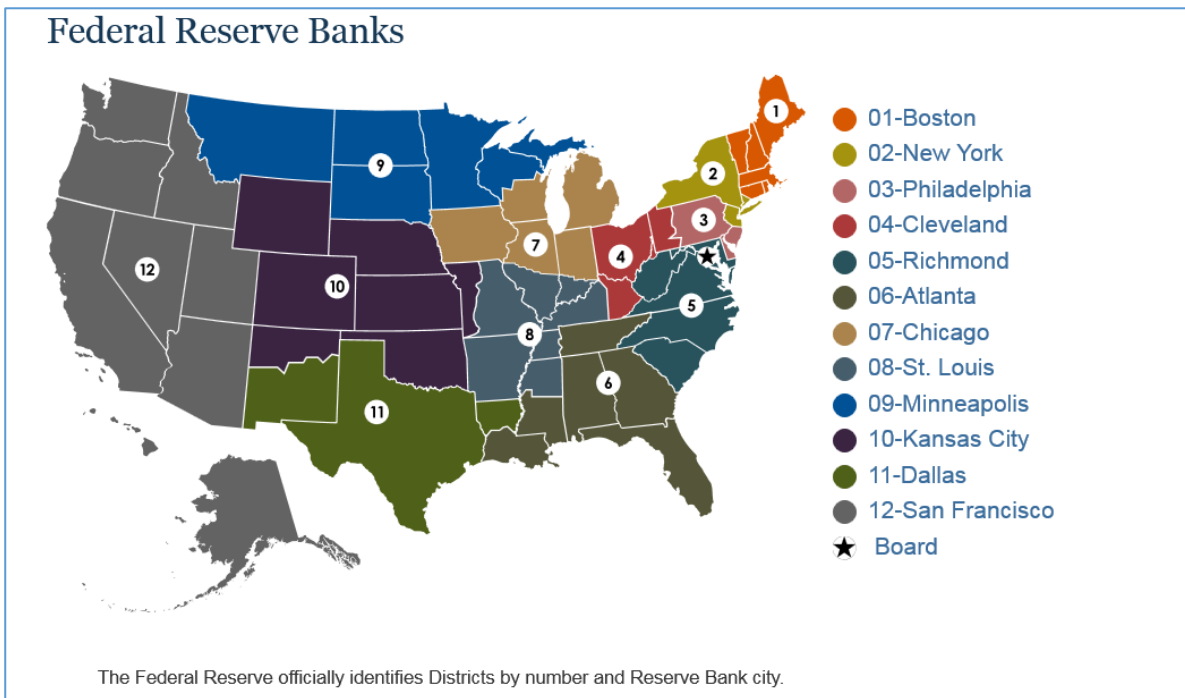 Federal Reserve Banks
1
2
3
4
5
6
7
8
9
10
11
12
01-Boston
02-New York
03-Philadelphia
04-Cleveland
05-Richmond
06-Atlanta
07-Chicago
08-St. Louis
09-Minneapolis
10-Kansas City
11-Dallas
12-San Francisco
Board
The Federal Reserve officially identifies Districts by number and Reserve Bank city.